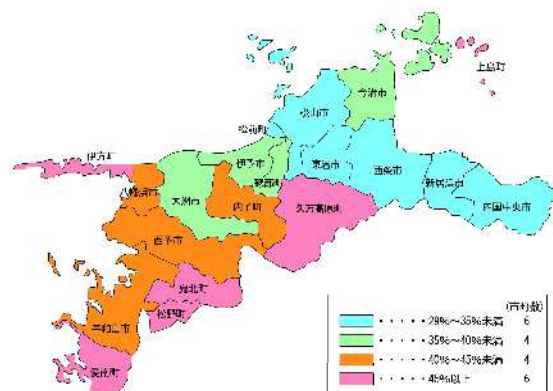 上島町
今治市
松山市
松前町
伊方町
伊予市
東温市
西条市
新居浜市
砥部町
八幡浜市
大洲市
内子町
久万高原町
四国中央市
西予市
鬼北町
松野町
宇和島市
愛南町
(市町数)
・・・・・29%～35%未満 6
・・・・・35%～40%未満 4
・・・・・40%～45%未満 4
・・・・・45%以上 6